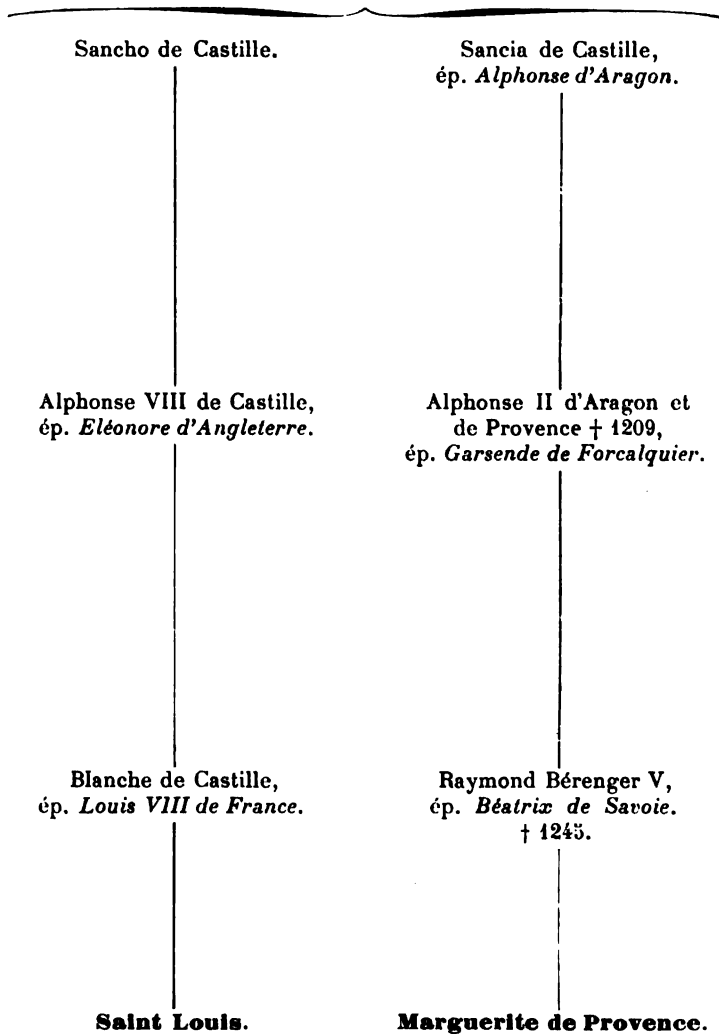 Sancho de Castille.
Sancia de Castille,
ép. Alphonse d'Aragon.
Alphonse VIII de Castille,
ép. Eléonore d'Angleterre.
Alphonse II d'Aragon et
de Provence † 1209,
ép. Garsende de Forcalquier.
Blanche de Castille,
ép. Louis VIII de France.
Raymond Bérenger V,
ép. Béatrix de Savoie.
† 1245.
Saint Louis.
Marguerite de Provence.